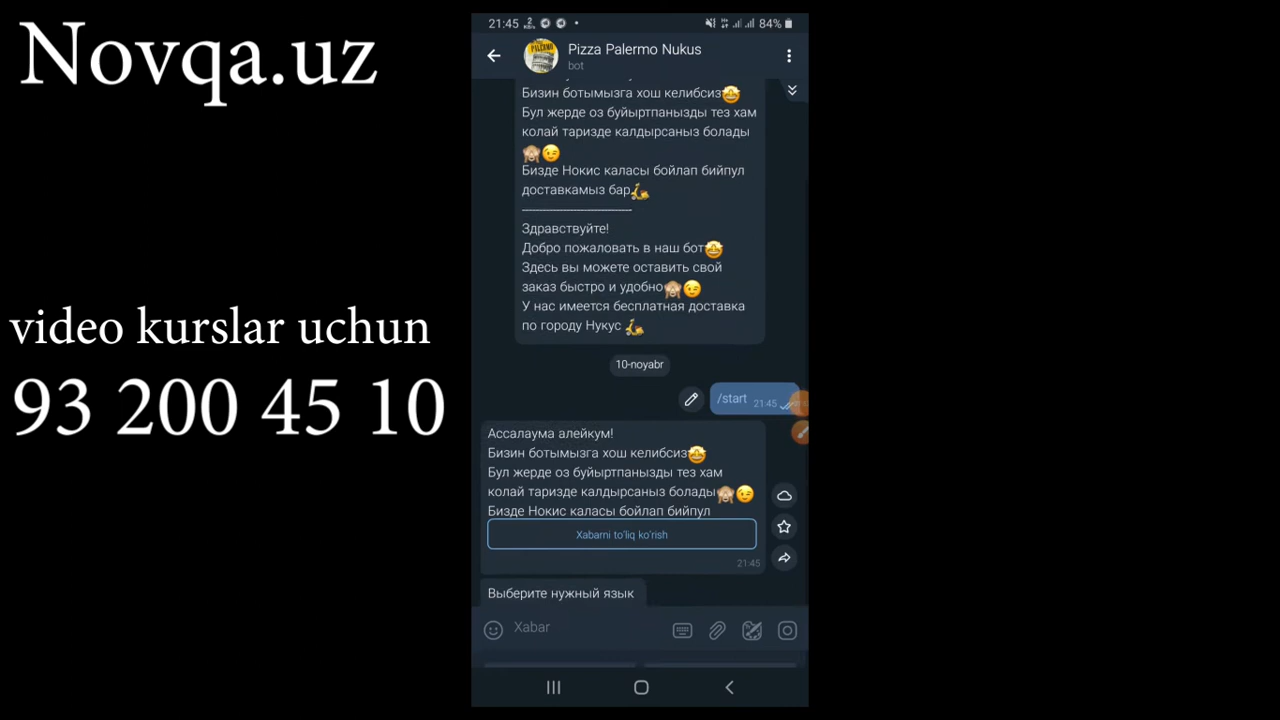 Novqa.uz
video kurslar uchun
93 200 45 10
21:45
84%
Pizza Palermo Nukus
bot
Бизин ботымызга хош келибсиз🤩
Бул жерде оз буйыртпанызды тез хам
колай таризде калдырсаныз болады
🙈😉
Бизде Нокис каласы бойлап бийпул
доставкамыз бар🛵
-----------------------------------
Здравствуйте!
Добро пожаловать в наш бот🤩
Здесь вы можете оставить свой
заказ быстро и удобно🙈😉
У нас имеется бесплатная доставка
по городу Нукус 🛵
10-noyabr
/start 21:45
Ассалаума алейкум!
Бизин ботымызга хош келибсиз🤩
Бул жерде оз буйыртпанызды тез хам
колай таризде калдырсаныз болады🙈😉
Бизде Нокис каласы бойлап бийпул
Xabarni to'liq ko'rish
21:45
Выберите нужный язык
Xabar